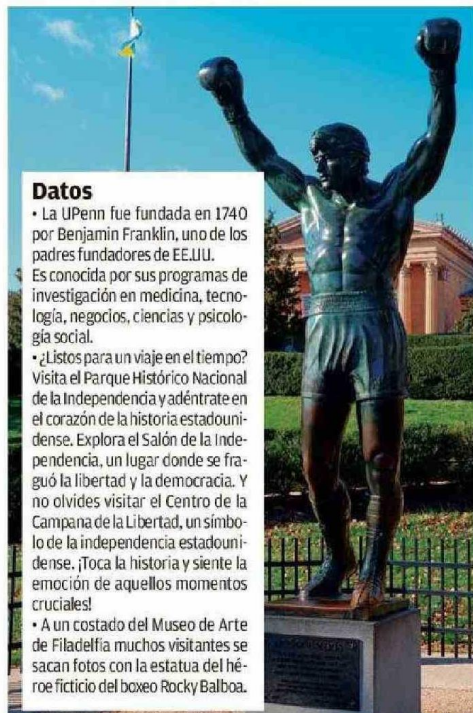 Datos
• La UPenn fue fundada en 1740
por Benjamin Franklin, uno de los
padres fundadores de EE.UU.
Es conocida por sus programas de
investigación en medicina, tecno-
logía, negocios, ciencias y psicolo-
gía social.
• ¿Listos para un viaje en el tiempo?
Visita el Parque Histórico Nacional
de la Independencia y adéntrate en
el corazón de la historia estadouni-
dense. Explora el Salón de la Inde-
pendencia, un lugar donde se fra-
guó la libertad y la democracia. Y
no olvides visitar el Centro de la
Campana de la Libertad, un símbo-
lo de la independencia estadouni-
dense. ¡Toca la historia y siente la
emoción de aquellos momentos
cruciales!
• A un costado del Museo de Arte
de Filadelfia muchos visitantes se
sacan fotos con la estatua del hé-
roe ficticio del boxeo Rocky Balboa.